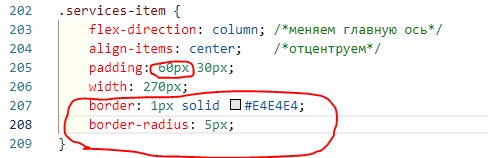 202 .services-item {
203 flex-direction: column; /*меняем главную ось*/
204 align-items: center; /*отцентруем*/
205 padding: 60px 30px;
206 width: 270px;
207 border: 1px solid #E4E4E4;
208 border-radius: 5px;
209 }